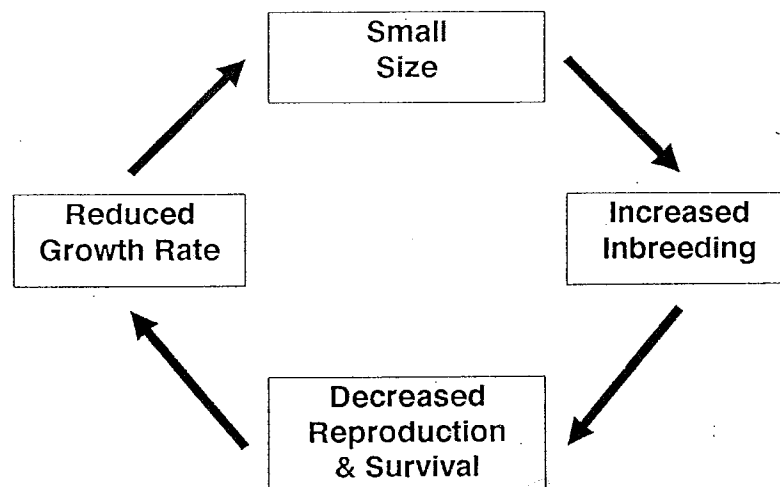 Small
Size
Increased
Inbreeding
Decreased
Reproduction
& Survival
Reduced
Growth Rate